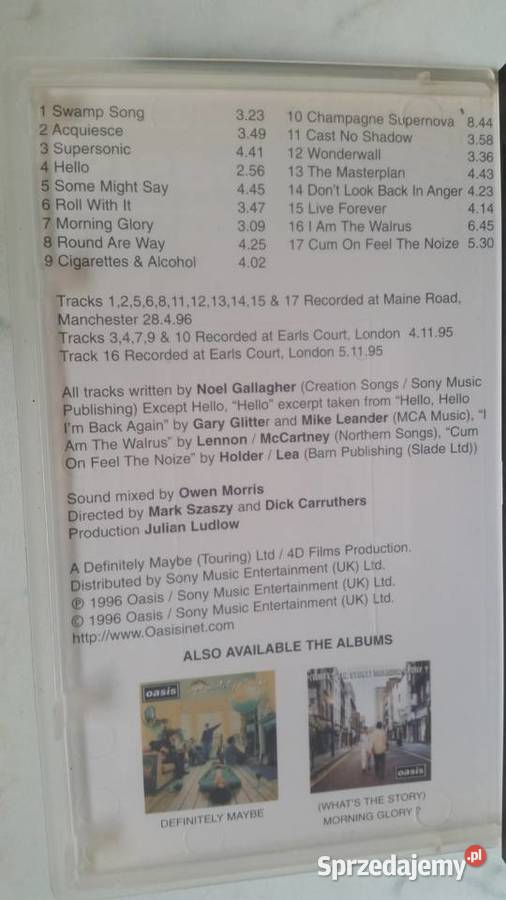 1 Swamp Song 3.23
2 Acquiesce 3.49
3 Supersonic 4.41
4 Hello 2.56
5 Some Might Say 4.45
6 Roll With It 3.47
7 Morning Glory 3.09
8 Round Are Way 4.25
9 Cigarettes & Alcohol 4.02
10 Champagne Supernova 8.44
11 Cast No Shadow 3.58
12 Wonderwall 3.36
13 The Masterplan 4.43
14 Don't Look Back In Anger 4.23
15 Live Forever 4.14
16 I Am The Walrus 6.45
17 Cum On Feel The Noize 5.30
Tracks 1,2,5,6,8,11,12,13,14,15 & 17 Recorded at Maine Road,
Manchester 28.4.96
Tracks 3,4,7,9 & 10 Recorded at Earls Court, London 4.11.95
Track 16 Recorded at Earls Court, London 5.11.95
All tracks written by Noel Gallagher (Creation Songs / Sony Music
Publishing) Except Hello, "Hello" excerpt taken from "Hello, Hello
I'm Back Again" by Gary Glitter and Mike Leander (MCA Music), "I
Am The Walrus" by Lennon / McCartney (Northern Songs), "Cum
On Feel The Noize" by Holder / Lea (Barn Publishing (Slade Ltd))
Sound mixed by Owen Morris
Directed by Mark Szaszy and Dick Carruthers
Production Julian Ludlow
A Definitely Maybe (Touring) Ltd / 4D Films Production.
Distributed by Sony Music Entertainment (UK) Ltd.
℗ 1996 Oasis / Sony Music Entertainment (UK) Ltd.
© 1996 Oasis / Sony Music Entertainment (UK) Ltd.
http://www.Oasisinet.com
ALSO AVAILABLE THE ALBUMS
oasis
oasis
DEFINITELY MAYBE
(WHAT'S THE STORY)
MORNING GLORY ?
Sprzedajemy.pl